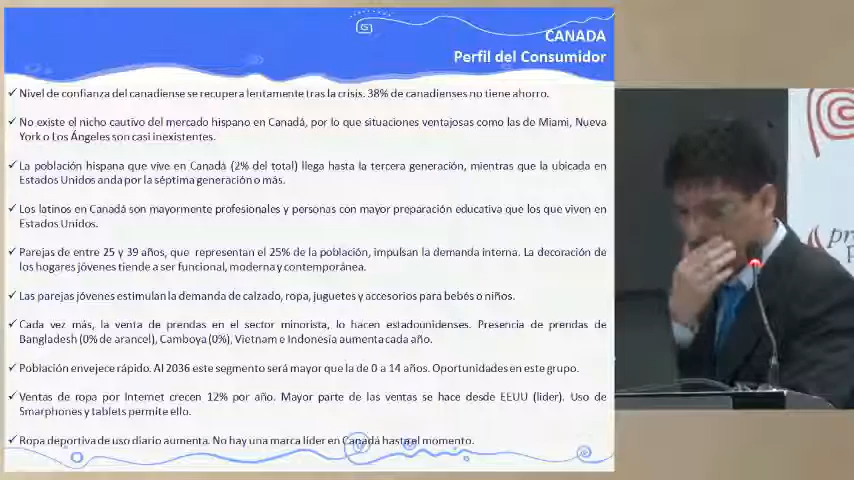 CANADA
Perfil del Consumidor
✓ Nivel de confianza del canadiense se recupera lentamente tras la crisis. 38% de canadienses no tiene ahorro.
✓ No existe el nicho cautivo del mercado hispano en Canadá, por lo que situaciones ventajosas como las de Miami, Nueva
York o Los Ángeles son casi inexistentes.
✓ La población hispana que vive en Canadá (2% del total) llega hasta la tercera generación, mientras que la ubicada en
Estados Unidos anda por la séptima generación o más.
✓ Los latinos en Canadá son mayormente profesionales y personas con mayor preparación educativa que los que viven en
Estados Unidos.
✓ Parejas de entre 25 y 39 años, que representan el 25% de la población, impulsan la demanda interna. La decoración de
los hogares jóvenes tiende a ser funcional, moderna y contemporánea.
✓ Las parejas jóvenes estimulan la demanda de calzado, ropa, juguetes y accesorios para bebés o niños.
✓ Cada vez más, la venta de prendas en el sector minorista, lo hacen estadounidenses. Presencia de prendas de
Bangladesh (0% de arancel), Camboya (0%), Vietnam e Indonesia aumenta cada año.
✓ Población envejece rápido. Al 2036 este segmento será mayor que la de 0 a 14 años. Oportunidades en este grupo.
✓ Ventas de ropa por Internet crecen 12% por año. Mayor parte de las ventas se hace desde EEUU (lider). Uso de
Smarphones y tablets permite ello.
✓ Ropa deportiva de uso diario aumenta. No hay una marca líder en Canadá hasta el momento.